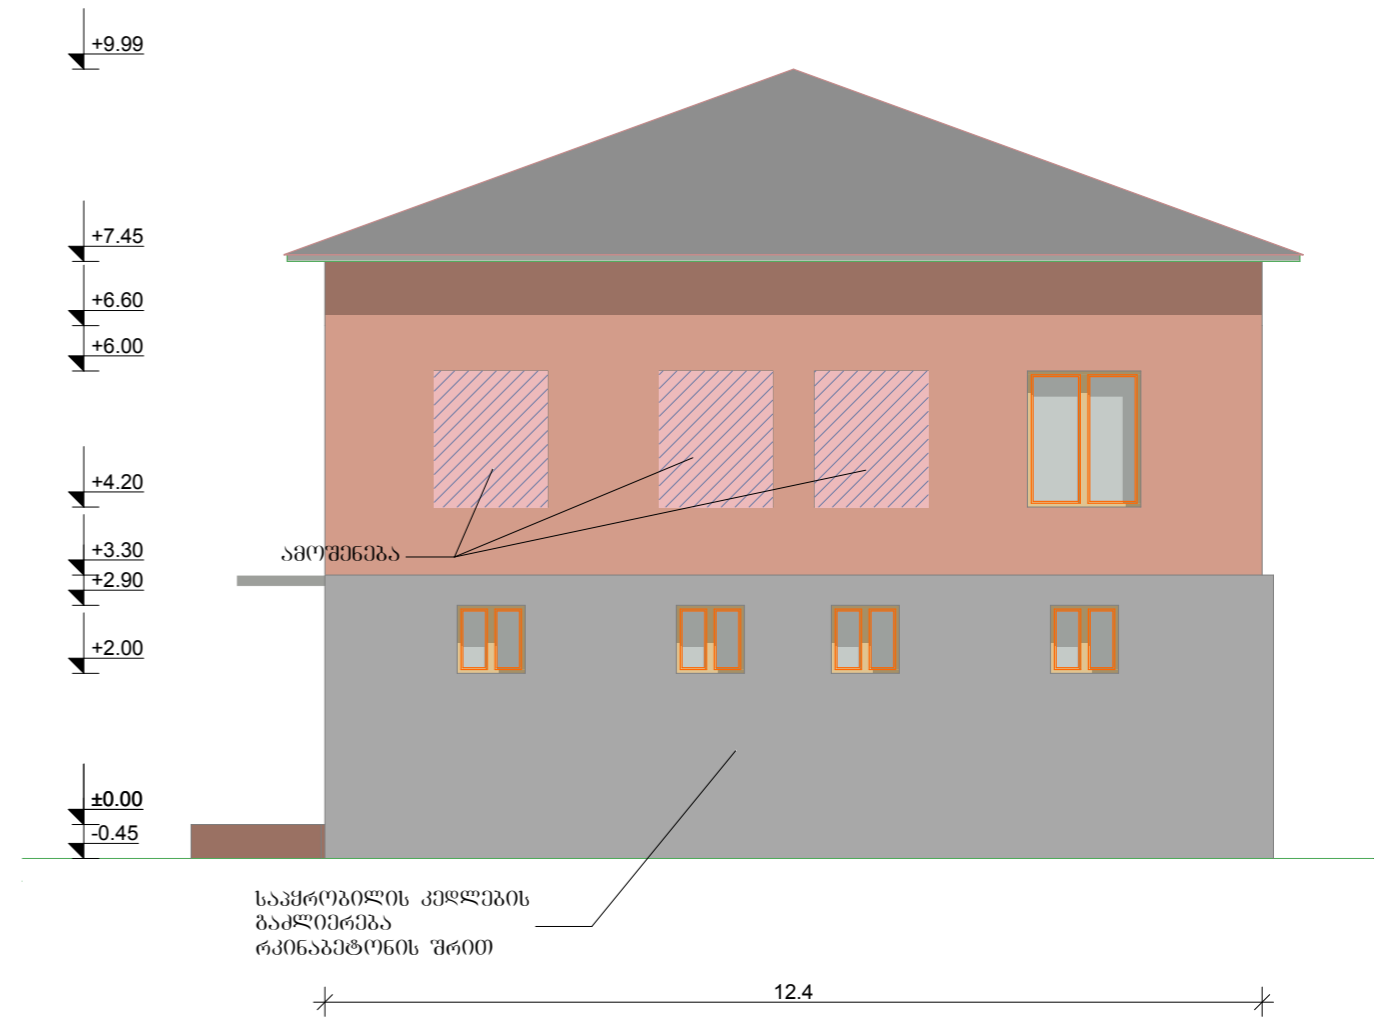 +9.99
+7.45
+6.60
+6.00
+4.20
+3.30
+2.90
+2.00
±0.00
-0.45
ამოშენება
საპყრობილის კედლების
გაძლიერება
რკინაბეტონის შრით
12.4